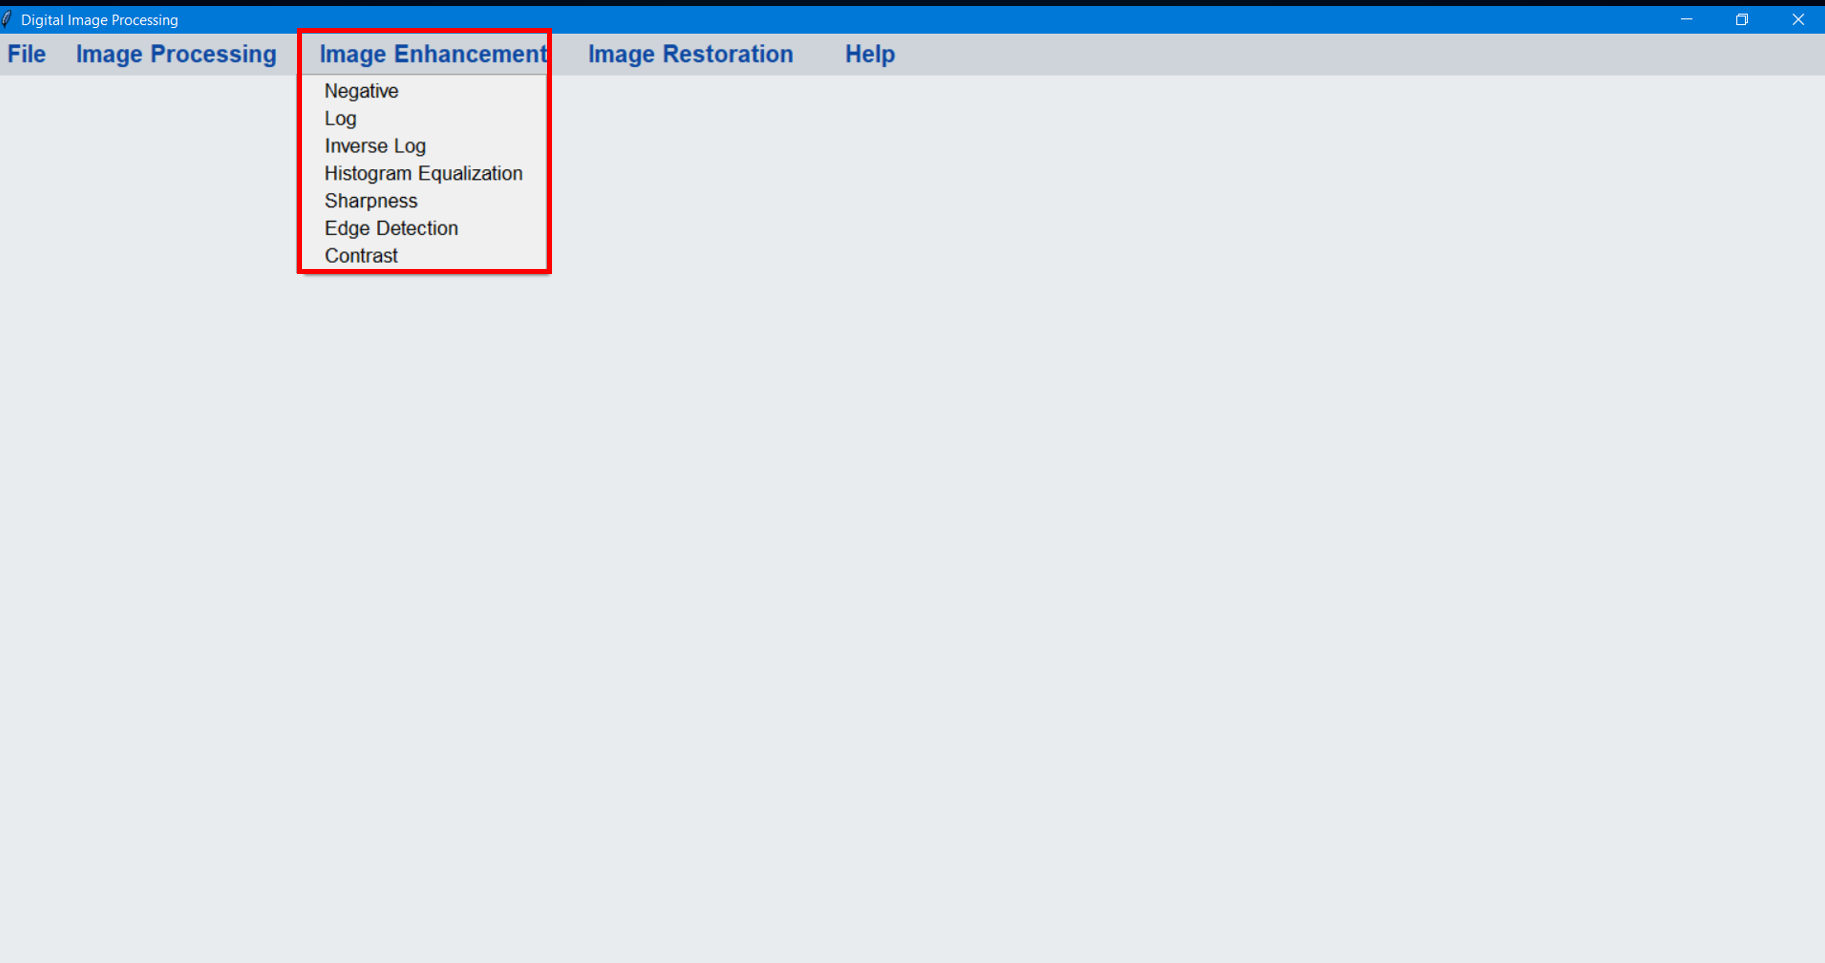 Digital Image Processing
File Image Processing Image Enhancement Image Restoration Help
Negative
Log
Inverse Log
Histogram Equalization
Sharpness
Edge Detection
Contrast